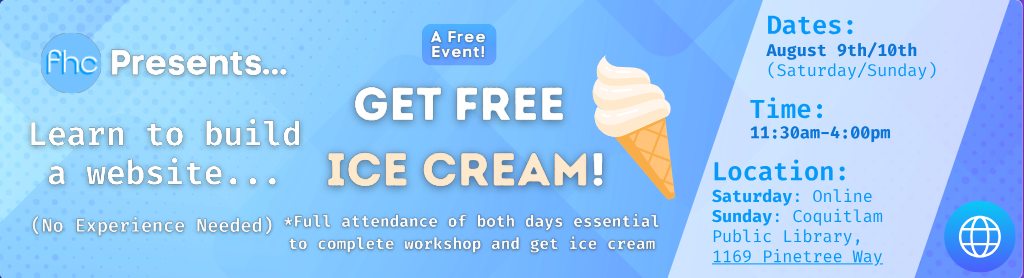 fhc Presents...
Learn to build
a website...
(No Experience Needed)
A Free
Event!
GET FREE
ICE CREAM!
*Full attendance of both days essential
to complete workshop and get ice cream
Dates:
August 9th/10th
(Saturday/Sunday)
Time:
11:30am-4:00pm
Location:
Saturday: Online
Sunday: Coquitlam
Public Library,
1169 Pinetree Way